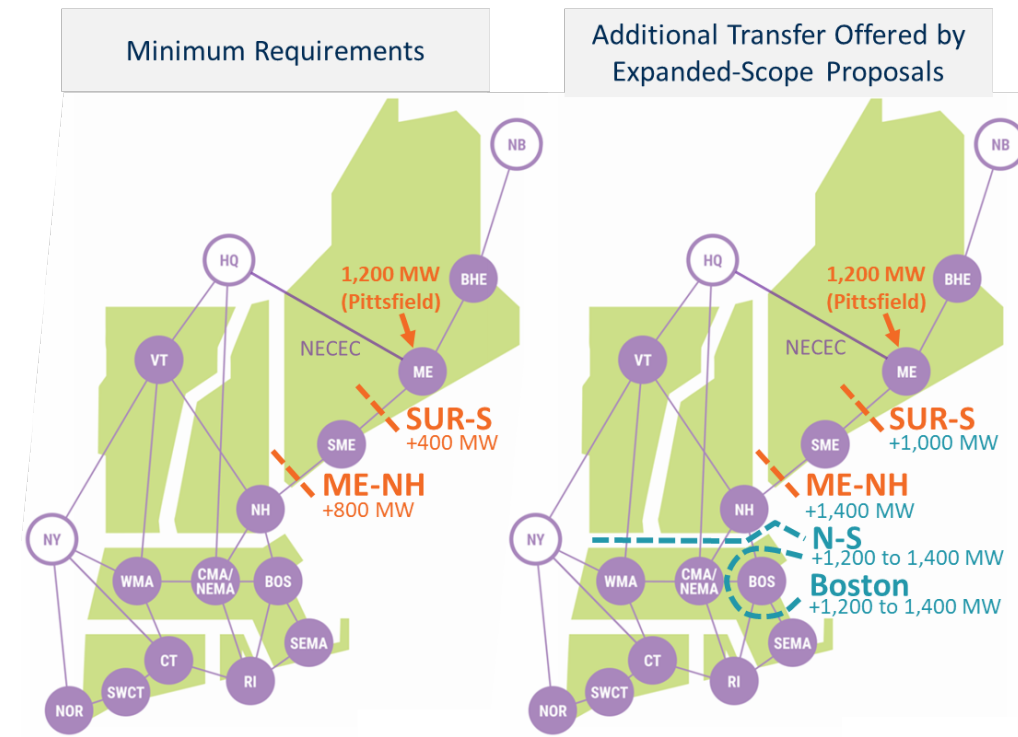 Minimum Requirements
NB
HQ
1,200 MW
(Pittsfield)
BHE
NECEC
VT
ME
SUR-S
+400 MW
SME
ME-NH
+800 MW
NH
NY
WMA
CMA/
NEMA
BOS
SEMA
CT
RI
SWCT
NOR
Additional Transfer Offered by
Expanded-Scope Proposals
NB
HQ
1,200 MW
(Pittsfield)
BHE
NECEC
VT
ME
SUR-S
+1,000 MW
SME
ME-NH
+1,400 MW
NH
N-S
+1,200 to 1,400 MW
NY
WMA
CMA/
NEMA
BOS
Boston
+1,200 to 1,400 MW
SEMA
CT
RI
SWCT
NOR